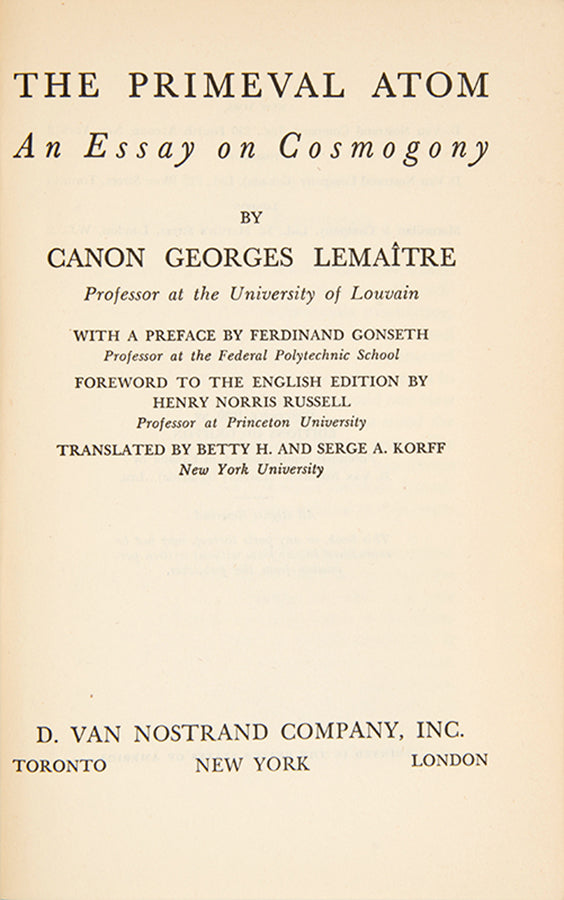 THE PRIMEVAL ATOM
An Essay on Cosmogony
BY
CANON GEORGES LEMAÎTRE
Professor at the University of Louvain
WITH A PREFACE BY FERDINAND GONSETH
Professor at the Federal Polytechnic School
FOREWORD TO THE ENGLISH EDITION BY
HENRY NORRIS RUSSELL
Professor at Princeton University
TRANSLATED BY BETTY H. AND SERGE A. KORFF
New York University
D. VAN NOSTRAND COMPANY, INC.
TORONTO NEW YORK LONDON